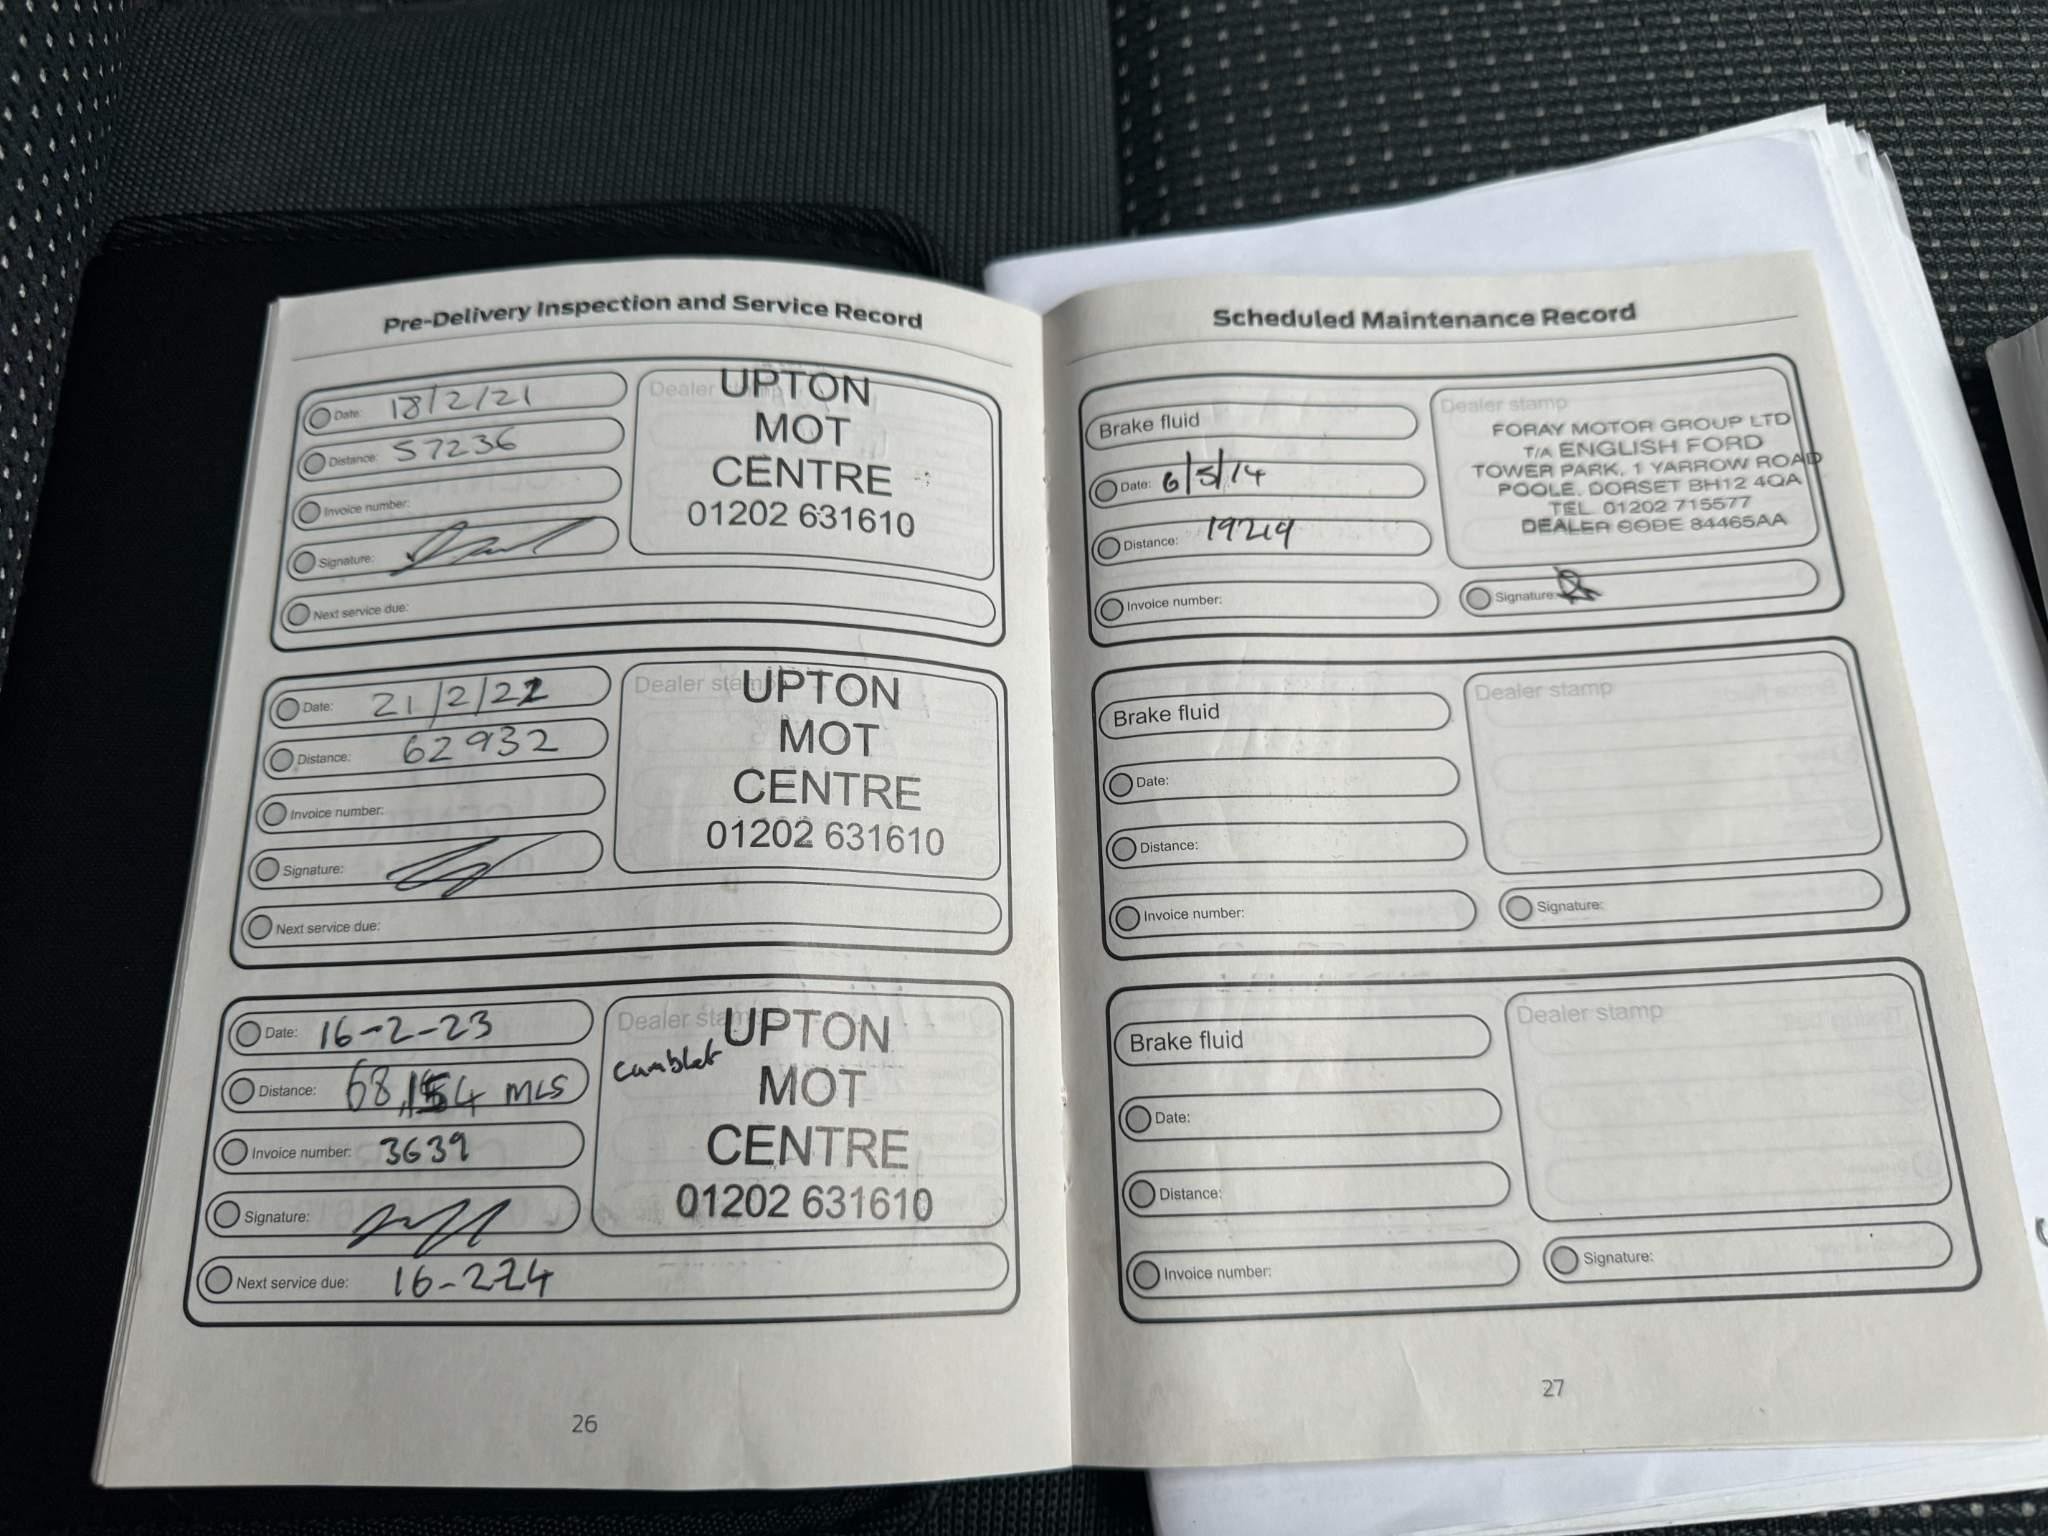 Pre-Delivery Inspection and Service Record
Date: 18/2/21
Distance: 57236
Invoice number:
Signature:
Next service due:
Dealer stamp
UPTON
MOT
CENTRE
01202 631610
Date: 21/2/22
Distance: 62932
Invoice number:
Signature:
Next service due:
Dealer stamp
UPTON
MOT
CENTRE
01202 631610
Date: 16-2-23
Distance: 68,154 MLS
Invoice number: 3639
Signature:
Next service due: 16-224
Dealer stamp
UPTON
MOT
CENTRE
01202 631610
26
Scheduled Maintenance Record
Brake fluid
Date: 6/5/14
Distance: 19219
Invoice number:
Dealer stamp
FORAY MOTOR GROUP LTD
T/A ENGLISH FORD
TOWER PARK, 1 YARROW ROAD
POOLE, DORSET BH12 4QA
TEL 01202 715577
DEALER CODE 84465AA
Signature:
Brake fluid
Date:
Distance:
Invoice number:
Dealer stamp
Signature:
Brake fluid
Date:
Distance:
Invoice number:
Dealer stamp
Signature:
27